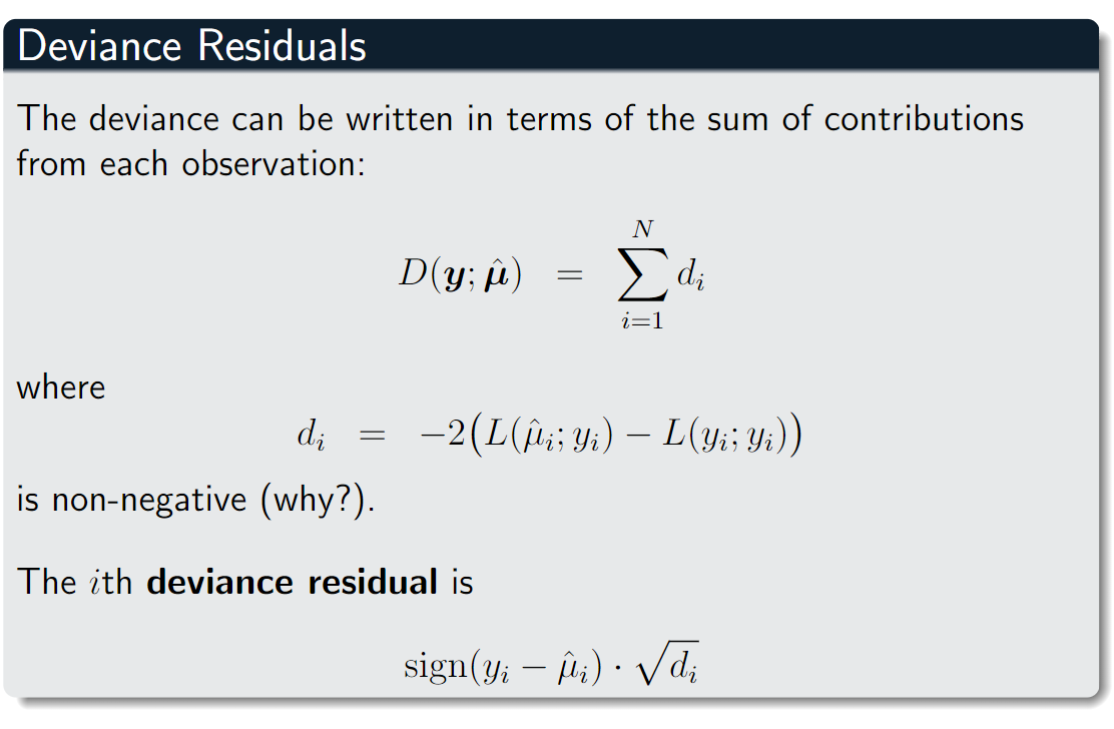 Deviance Residuals
The deviance can be written in terms of the sum of contributions
from each observation:
$D(\boldsymbol{y}; \hat{\boldsymbol{\mu}}) = \sum_{i=1}^{N} d_i$
where
$d_i = -2\big(L(\hat{\mu}_i; y_i) - L(y_i; y_i)\big)$
is non-negative (why?).
The $i$th deviance residual is
$\mathrm{sign}(y_i - \hat{\mu}_i) \cdot \sqrt{d_i}$